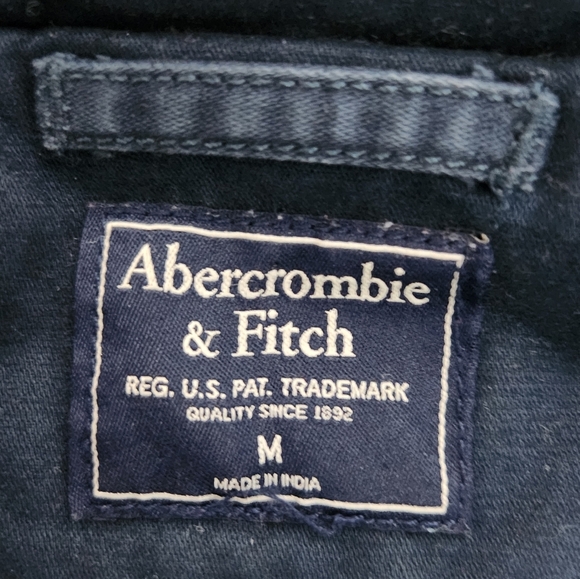 Abercrombie
& Fitch
REG. U.S. PAT. TRADEMARK
QUALITY SINCE 1892
M
MADE IN INDIA